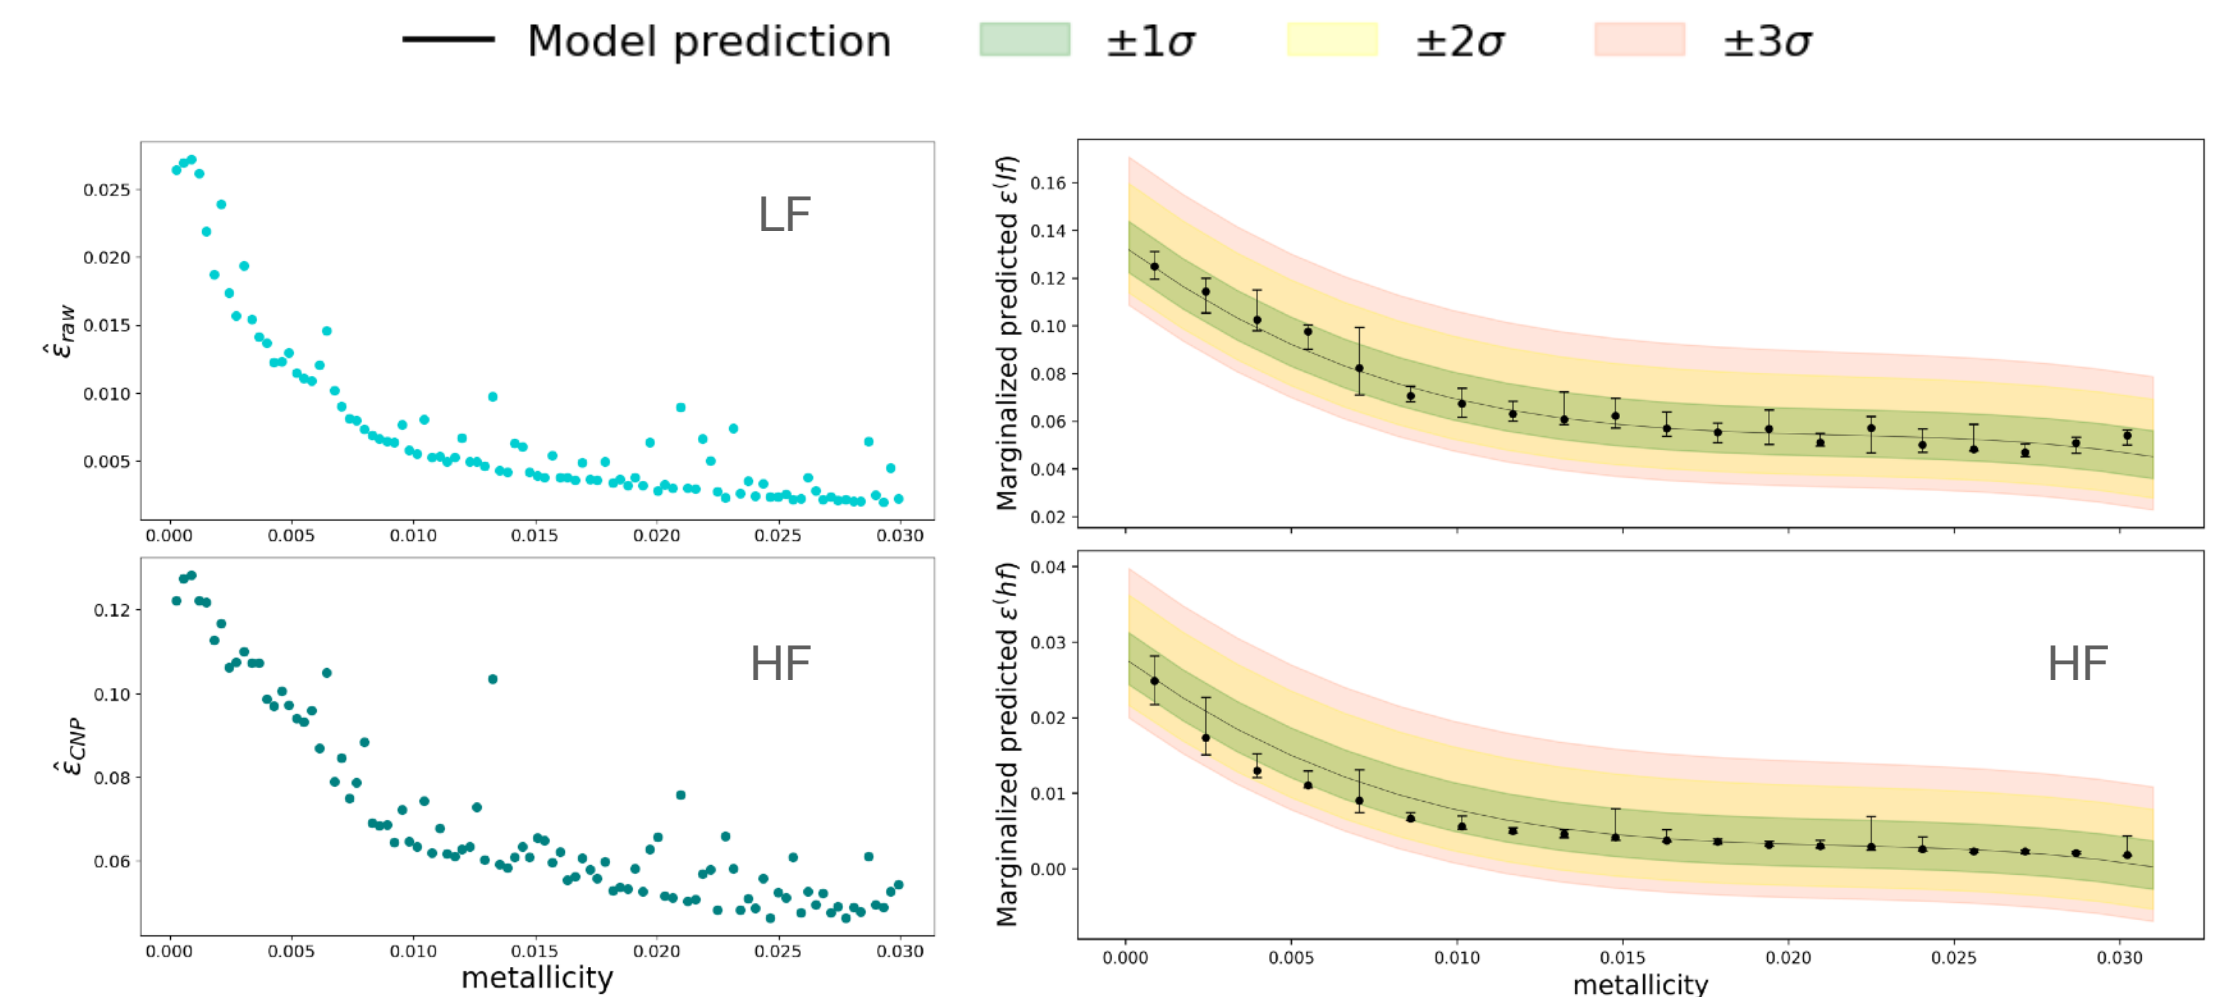 Model prediction ±1σ ±2σ ±3σ
LF
ε̂raw
0.025
0.020
0.015
0.010
0.005
0.000 0.005 0.010 0.015 0.020 0.025 0.030
Marginalized predicted ε⁽lf)
0.16
0.14
0.12
0.10
0.08
0.06
0.04
0.02
HF
ε̂CNP
0.12
0.10
0.08
0.06
0.000 0.005 0.010 0.015 0.020 0.025 0.030
metallicity
HF
Marginalized predicted ε⁽hf)
0.04
0.03
0.02
0.01
0.00
0.000 0.005 0.010 0.015 0.020 0.025 0.030
metallicity